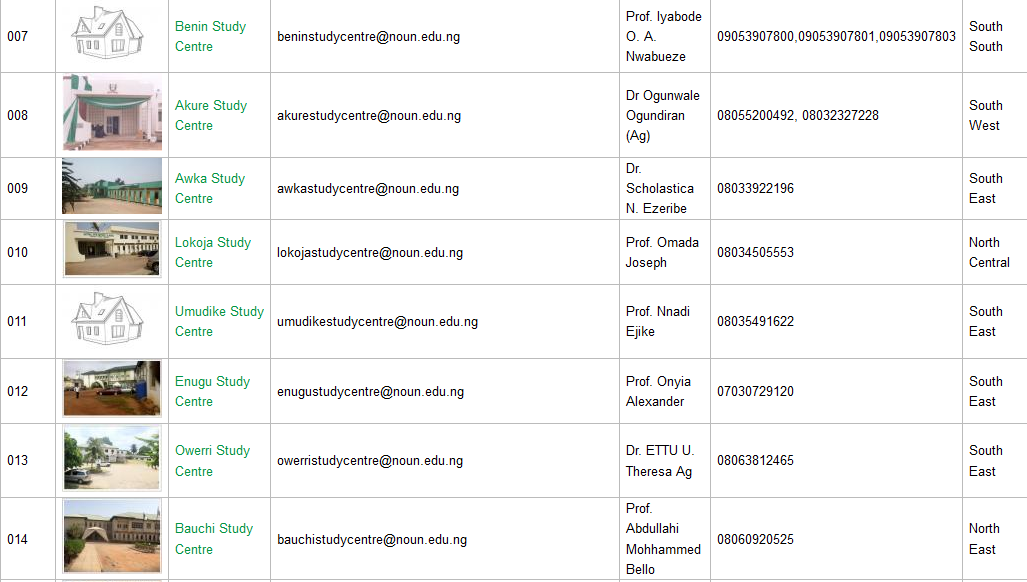 007 Benin Study Centre beninstudycentre@noun.edu.ng Prof. Iyabode O. A. Nwabueze 09053907800,09053907801,09053907803 South South
008 Akure Study Centre akurestudycentre@noun.edu.ng Dr Ogunwale Ogundiran (Ag) 08055200492, 08032327228 South West
009 Awka Study Centre awkastudycentre@noun.edu.ng Dr. Scholastica N. Ezeribe 08033922196 South East
010 Lokoja Study Centre lokojastudycentre@noun.edu.ng Prof. Omada Joseph 08034505553 North Central
011 Umudike Study Centre umudikestudycentre@noun.edu.ng Prof. Nnadi Ejike 08035491622 South East
012 Enugu Study Centre enugustudycentre@noun.edu.ng Prof. Onyia Alexander 07030729120 South East
013 Owerri Study Centre owerristudycentre@noun.edu.ng Dr. ETTU U. Theresa Ag 08063812465 South East
014 Bauchi Study Centre bauchistudycentre@noun.edu.ng Prof. Abdullahi Mohhammed Bello 08060920525 North East